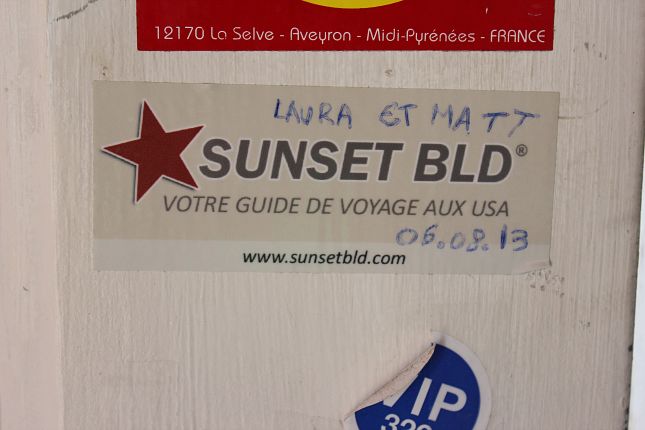 12170 La Selve - Aveyron - Midi-Pyrénées - FRANCE
LAURA ET MATT
SUNSET BLD®
VOTRE GUIDE DE VOYAGE AUX USA
06.08.13
www.sunsetbld.com
VIP